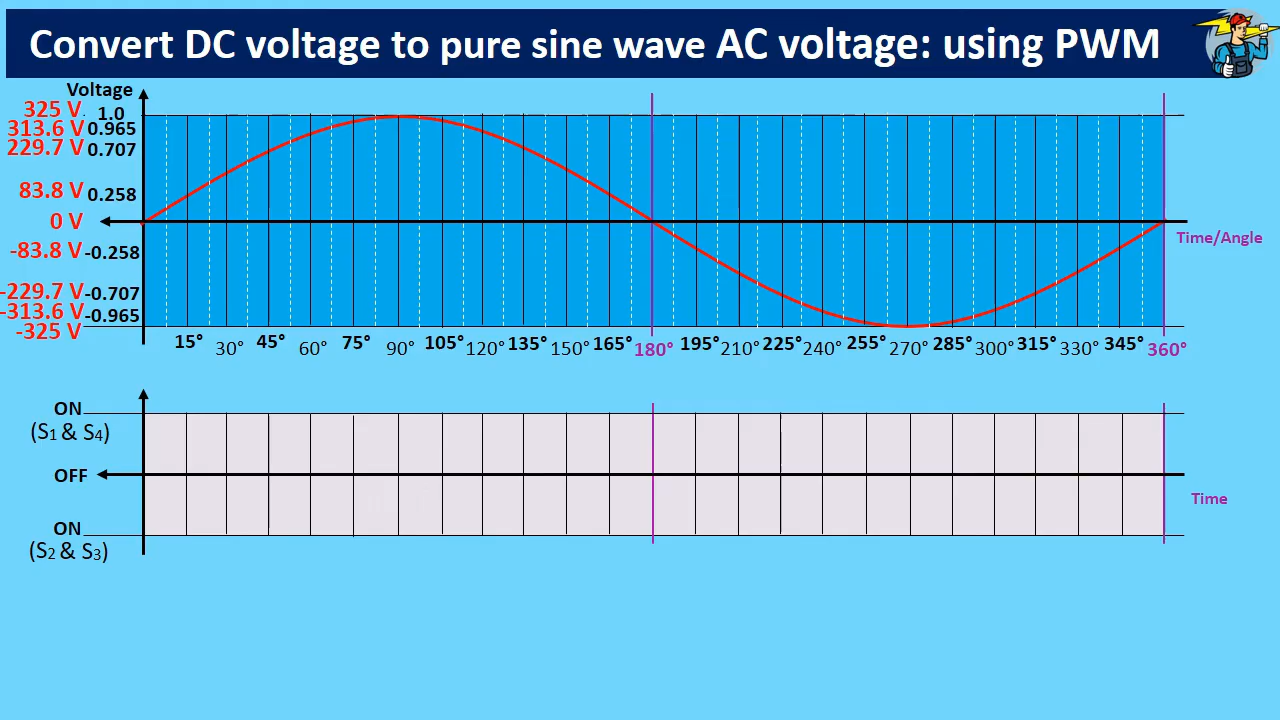 Convert DC voltage to pure sine wave AC voltage: using PWM
Voltage
325 V 1.0
313.6 V 0.965
229.7 V 0.707
83.8 V 0.258
0 V
Time/Angle
-83.8 V -0.258
-229.7 V -0.707
-313.6 V -0.965
-325 V
15° 30° 45° 60° 75° 90° 105° 120° 135° 150° 165° 180° 195° 210° 225° 240° 255° 270° 285° 300° 315° 330° 345° 360°
ON
(S1 & S4)
OFF
Time
ON
(S2 & S3)